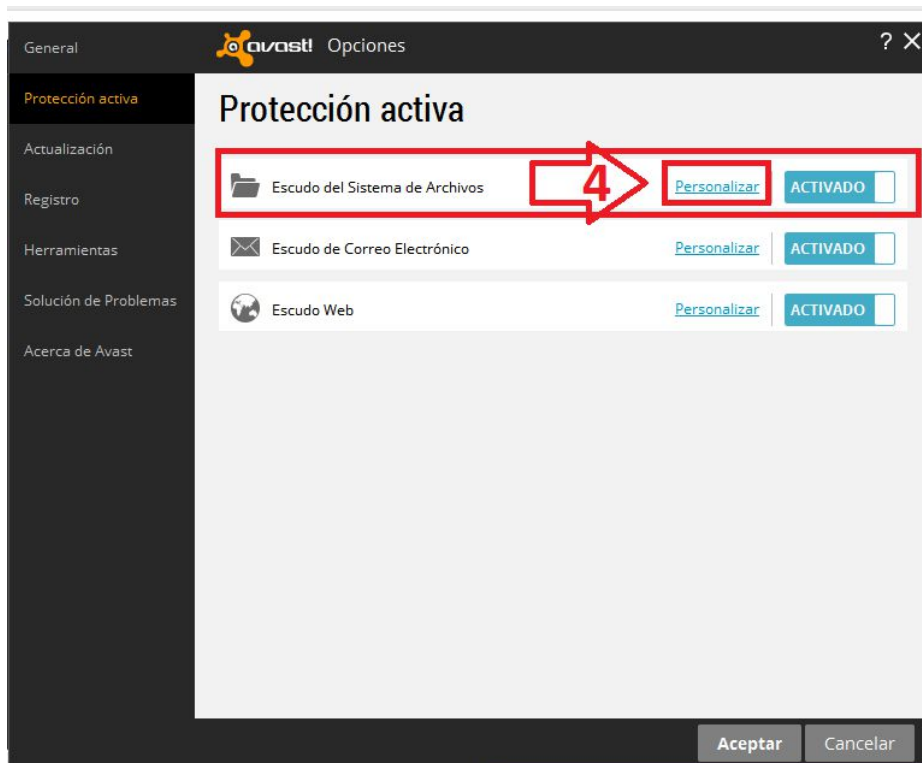 General
avast! Opciones
? X
Protección activa
Actualización
Registro
Herramientas
Solución de Problemas
Acerca de Avast
Protección activa
Escudo del Sistema de Archivos 4 Personalizar ACTIVADO
Escudo de Correo Electrónico Personalizar ACTIVADO
Escudo Web Personalizar ACTIVADO
Aceptar Cancelar